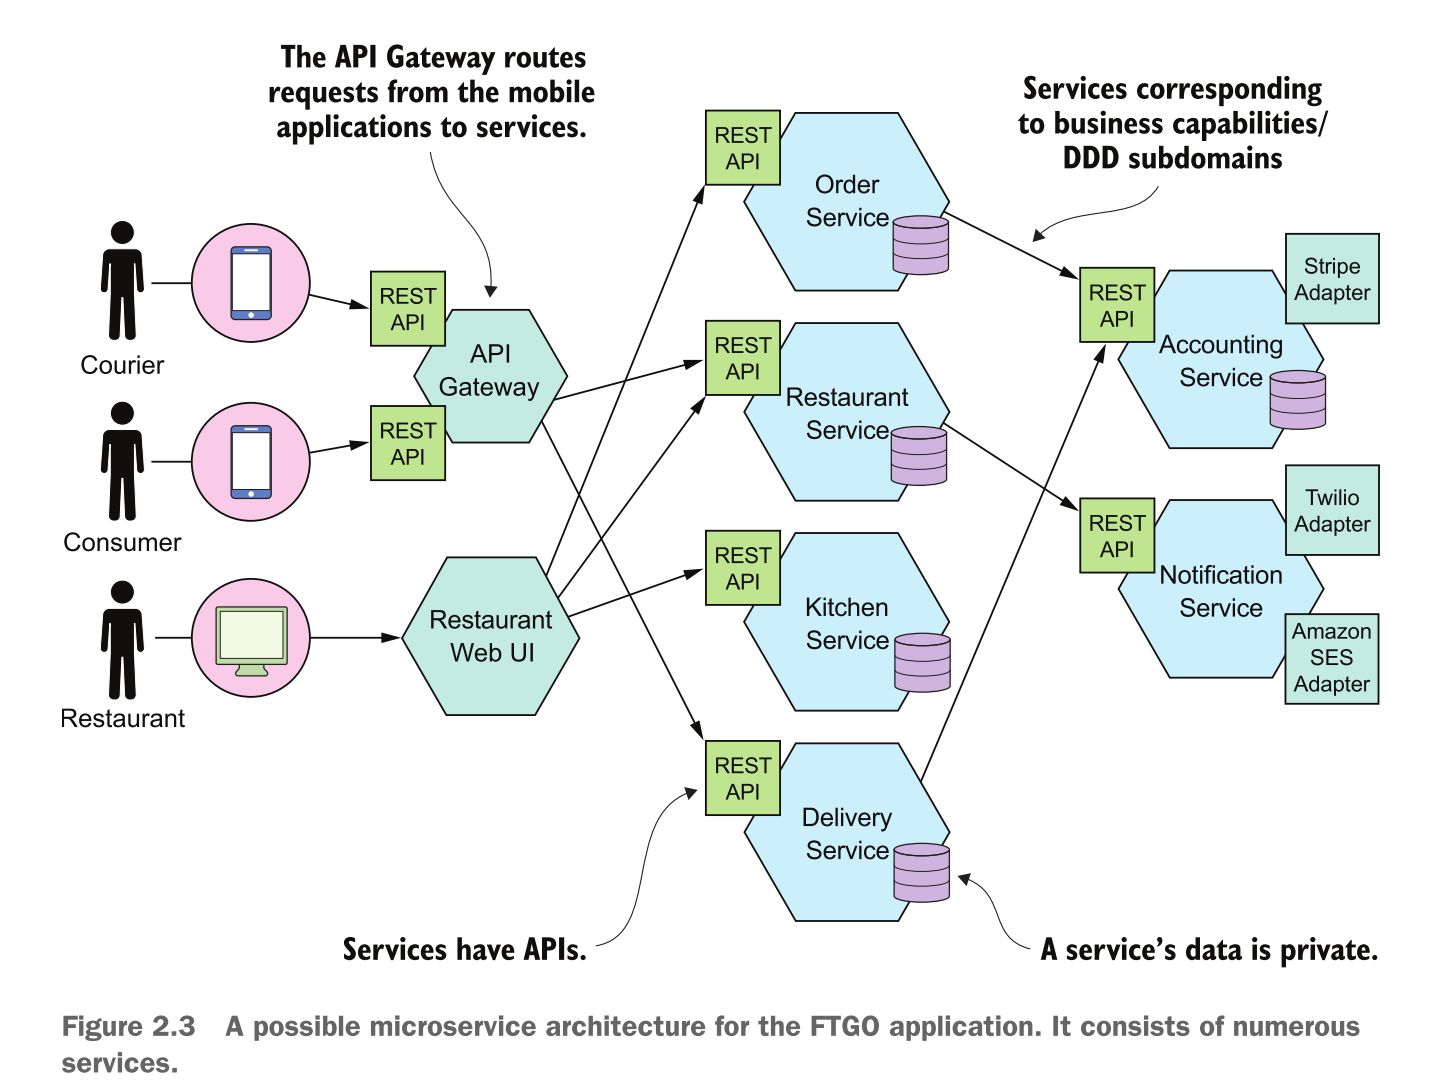 The API Gateway routes
requests from the mobile
applications to services.
Services corresponding
to business capabilities/
DDD subdomains
Courier
Consumer
Restaurant
REST
API
REST
API
API
Gateway
Restaurant
Web UI
REST
API
Order
Service
REST
API
Restaurant
Service
REST
API
Kitchen
Service
REST
API
Delivery
Service
REST
API
Accounting
Service
Stripe
Adapter
REST
API
Notification
Service
Twilio
Adapter
Amazon
SES
Adapter
Services have APIs.
A service’s data is private.
Figure 2.3 A possible microservice architecture for the FTGO application. It consists of numerous
services.